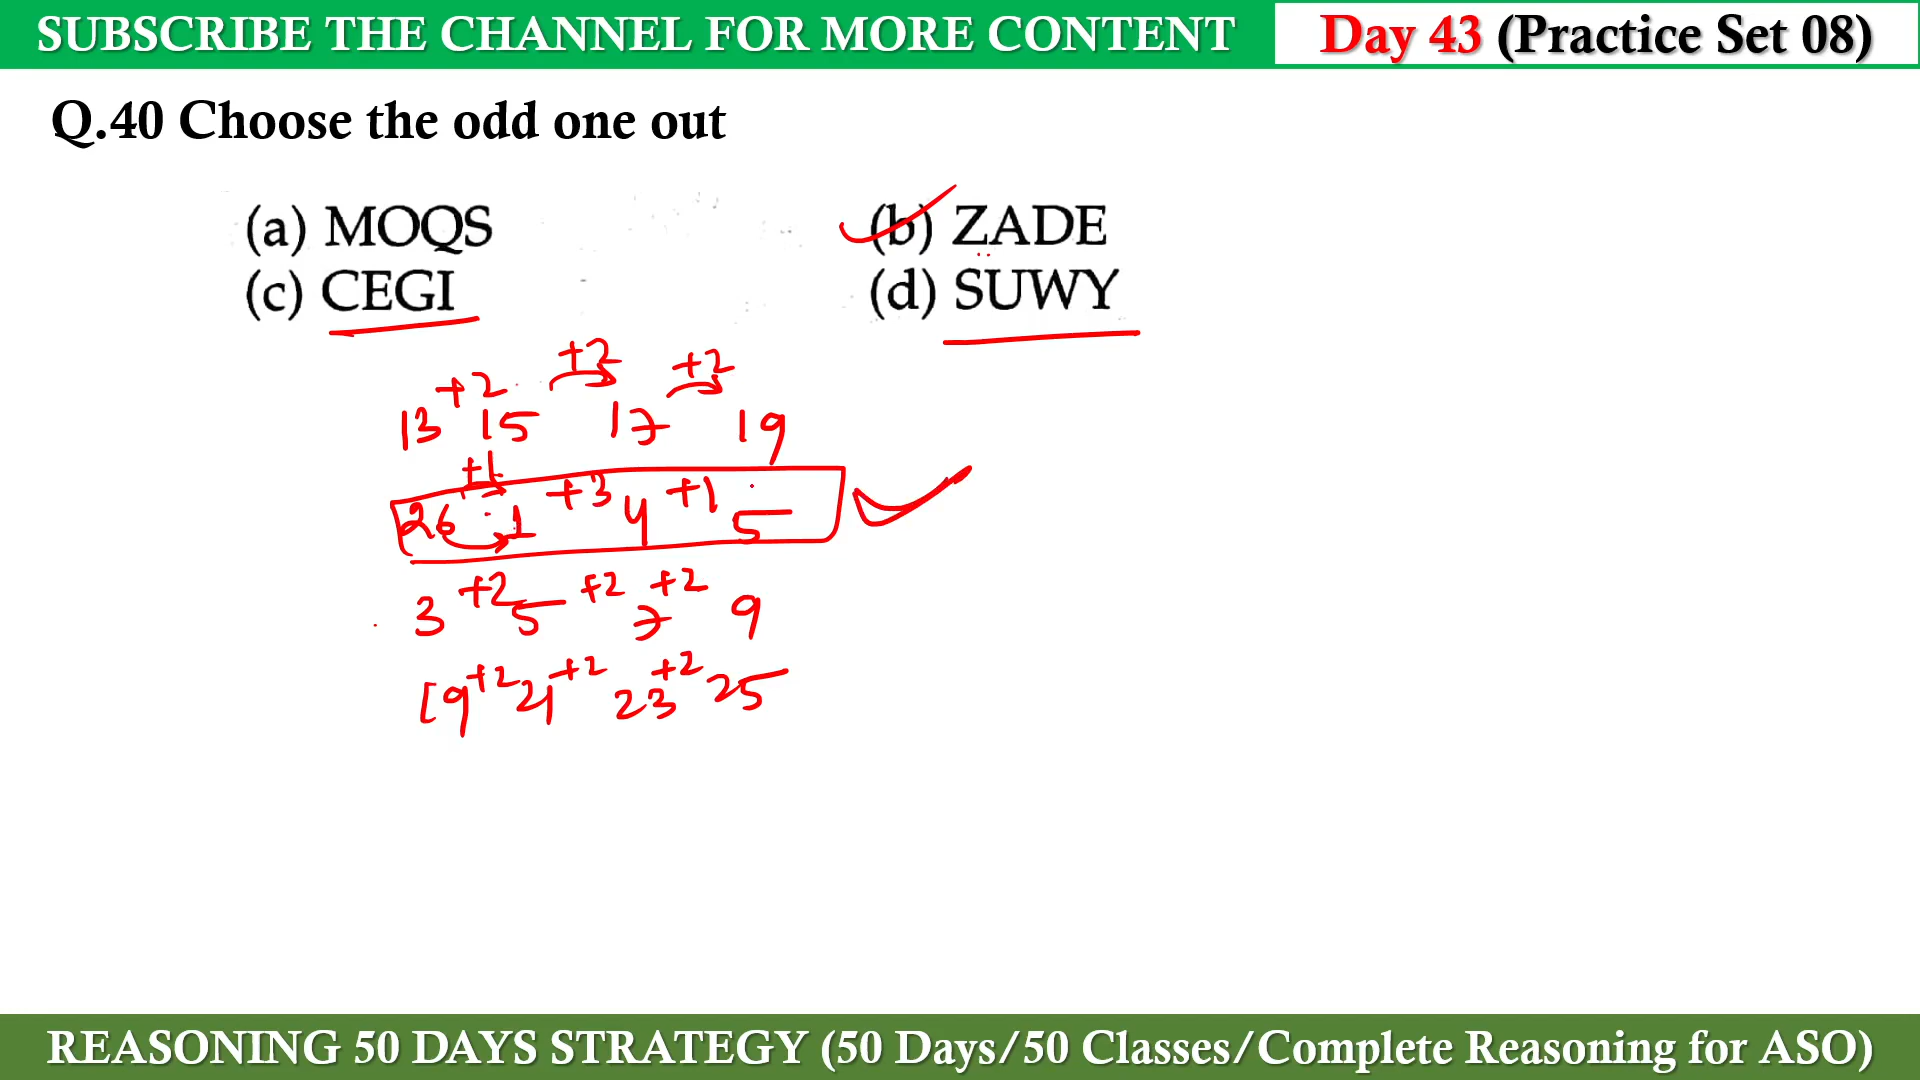 SUBSCRIBE THE CHANNEL FOR MORE CONTENT
Day 43 (Practice Set 08)
Q.40 Choose the odd one out
(a) MOQS
(b) ZADE
(c) CEGI
(d) SUWY
+2 +2 +2
13 15 17 19
+1 +3 +1
26 1 4 5
+2 +2 +2
3 5 7 9
+2 +2 +2
19 21 23 25
REASONING 50 DAYS STRATEGY (50 Days/50 Classes/Complete Reasoning for ASO)